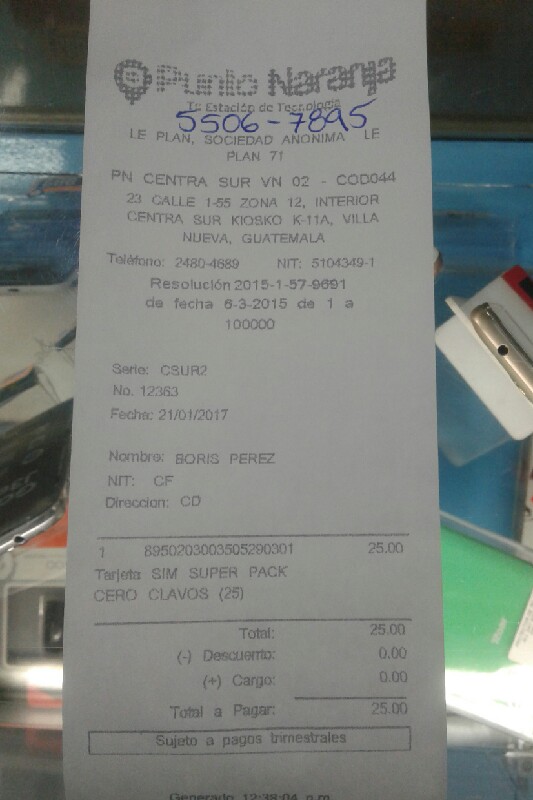 Punto Naranja
Tu Estación de Tecnología
5506-7895
LE PLAN, SOCIEDAD ANONIMA LE
PLAN 71
PN CENTRA SUR VN 02 - COD044
23 CALLE 1-55 ZONA 12, INTERIOR
CENTRA SUR KIOSKO K-11A, VILLA
NUEVA, GUATEMALA
Teléfono: 2480-4689 NIT: 5104349-1
Resolución 2015-1-57-9691
de fecha 6-3-2015 de 1 a
100000
Serie: CSUR2
No. 12363
Fecha: 21/01/2017
Nombre: BORIS PEREZ
NIT: CF
Direccion: CD
1 8950203003505290301 25.00
Tarjeta SIM SUPER PACK
CERO CLAVOS (25)
Total: 25.00
(-) Descuento: 0.00
(+) Cargo: 0.00
Total a Pagar: 25.00
Sujeto a pagos trimestrales
Generado 12:38:04 p.m.